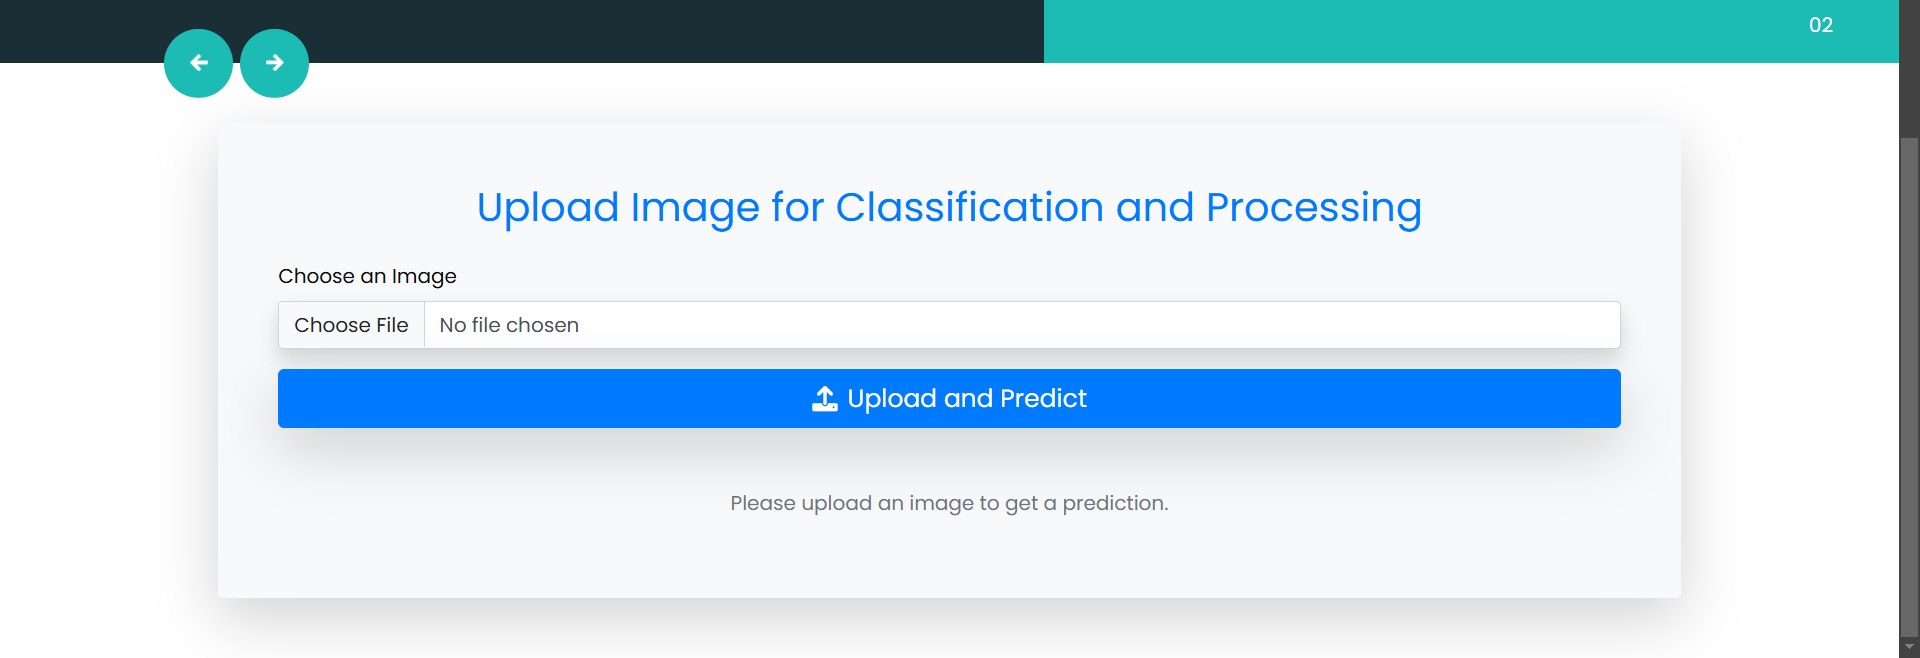 02
Upload Image for Classification and Processing
Choose an Image
Choose File No file chosen
Upload and Predict
Please upload an image to get a prediction.